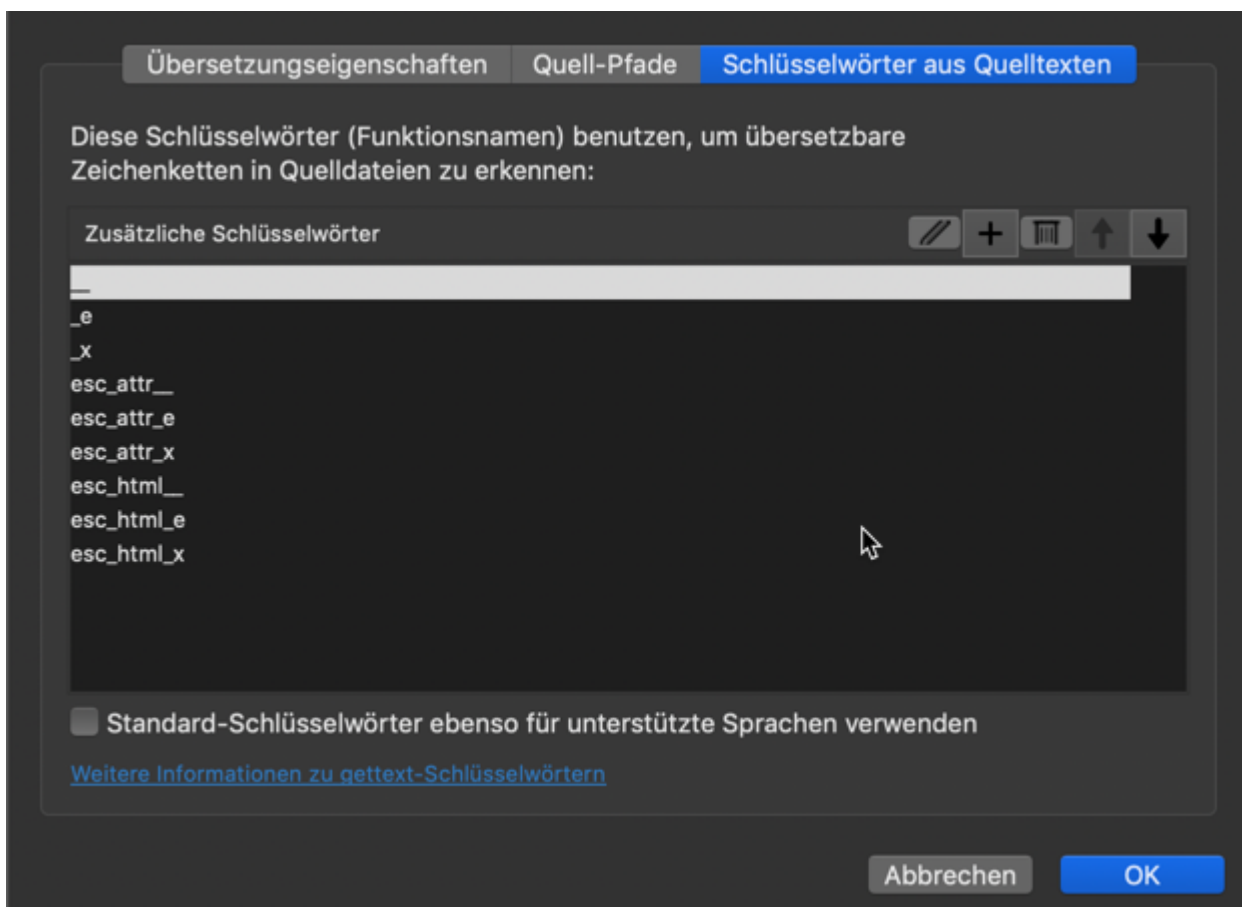 Übersetzungseigenschaften Quell-Pfade Schlüsselwörter aus Quelltexten
Diese Schlüsselwörter (Funktionsnamen) benutzen, um übersetzbare
Zeichenketten in Quelldateien zu erkennen:
Zusätzliche Schlüsselwörter
__
_e
_x
esc_attr__
esc_attr_e
esc_attr_x
esc_html__
esc_html_e
esc_html_x
Standard-Schlüsselwörter ebenso für unterstützte Sprachen verwenden
Weitere Informationen zu gettext-Schlüsselwörtern
Abbrechen OK